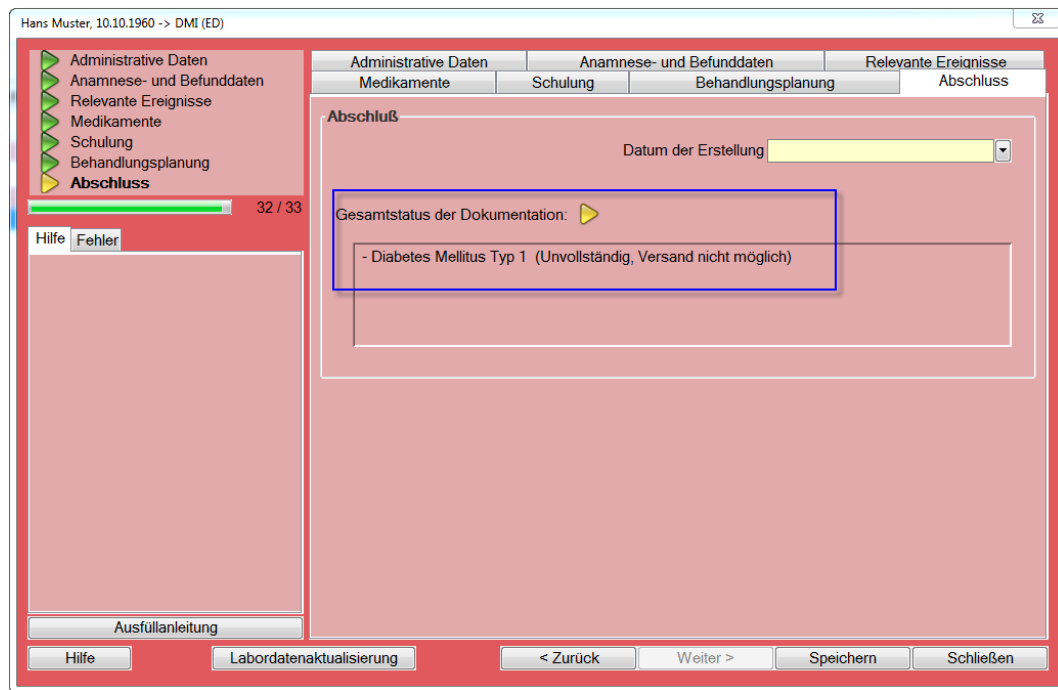 Hans Muster, 10.10.1960 -> DMI (ED)
Administrative Daten
Anamnese- und Befunddaten
Relevante Ereignisse
Medikamente
Schulung
Behandlungsplanung
Abschluss
32 / 33
Hilfe Fehler
Ausfüllanleitung
Administrative Daten Anamnese- und Befunddaten Relevante Ereignisse
Medikamente Schulung Behandlungsplanung Abschluss
Abschluß
Datum der Erstellung
Gesamtstatus der Dokumentation:
- Diabetes Mellitus Typ 1 (Unvollständig, Versand nicht möglich)
Hilfe Labordatenaktualisierung < Zurück Weiter > Speichern Schließen